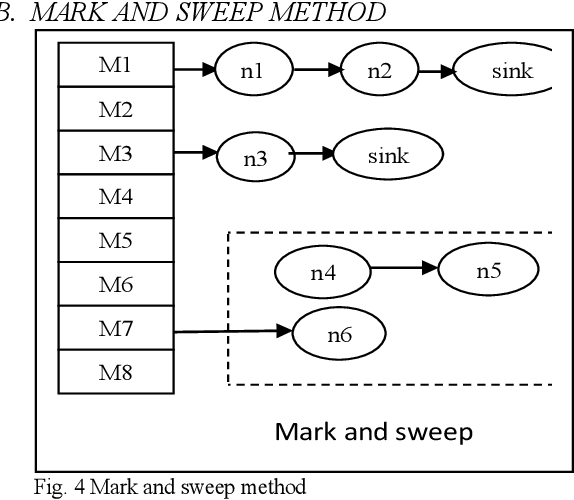 B. MARK AND SWEEP METHOD
M1
n1
n2
sink
M2
M3
n3
sink
M4
M5
M6
n4
n5
M7
n6
M8
Mark and sweep
Fig. 4 Mark and sweep method